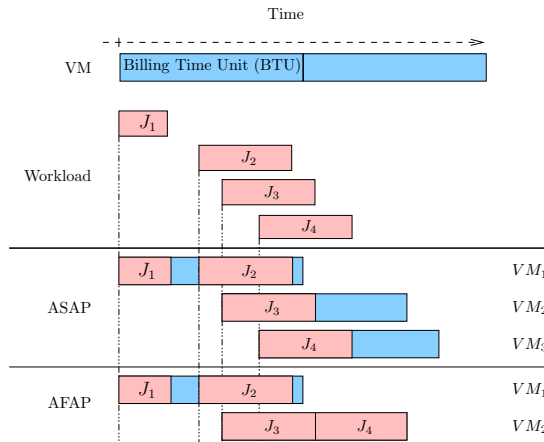 Time
VM Billing Time Unit (BTU)
J1
J2
Workload J3
J4
J1 J2 VM1
ASAP J3 VM2
J4 VM3
J1 J2 VM1
AFAP
J3 J4 VM2